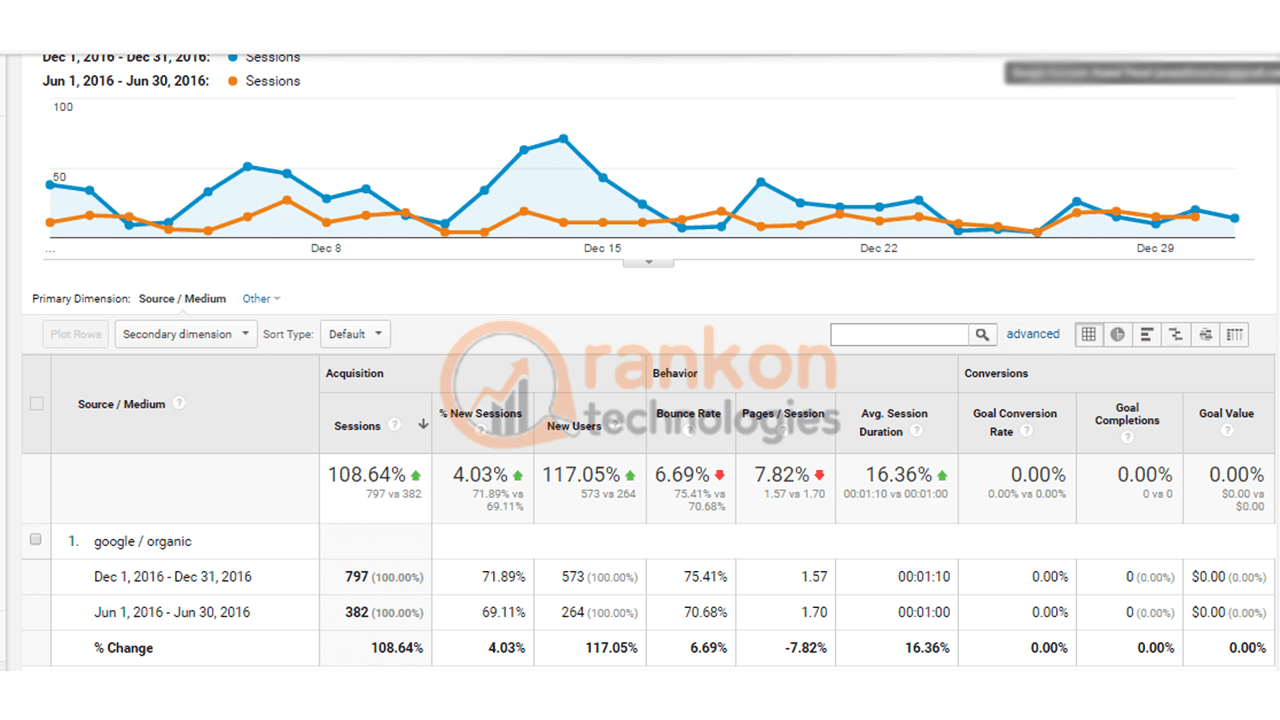 Dec 1, 2016 - Dec 31, 2016: Sessions
Jun 1, 2016 - Jun 30, 2016: Sessions
100
50
... Dec 8 Dec 15 Dec 22 Dec 29
Primary Dimension: Source / Medium Other
Plot Rows Secondary dimension Sort Type: Default advanced
rankon
technologies
Acquisition Behavior Conversions
Source / Medium ? Sessions ? % New Sessions ? New Users ? Bounce Rate ? Pages / Session ? Avg. Session Duration ? Goal Conversion Rate ? Goal Completions ? Goal Value ?
108.64% 4.03% 117.05% 6.69% 7.82% 16.36% 0.00% 0.00% 0.00%
797 vs 382 71.89% vs 69.11% 573 vs 264 75.41% vs 70.68% 1.57 vs 1.70 00:01:10 vs 00:01:00 0.00% vs 0.00% 0 vs 0 $0.00 vs $0.00
1. google / organic
Dec 1, 2016 - Dec 31, 2016 797 (100.00%) 71.89% 573 (100.00%) 75.41% 1.57 00:01:10 0.00% 0 (0.00%) $0.00 (0.00%)
Jun 1, 2016 - Jun 30, 2016 382 (100.00%) 69.11% 264 (100.00%) 70.68% 1.70 00:01:00 0.00% 0 (0.00%) $0.00 (0.00%)
% Change 108.64% 4.03% 117.05% 6.69% -7.82% 16.36% 0.00% 0.00% 0.00%